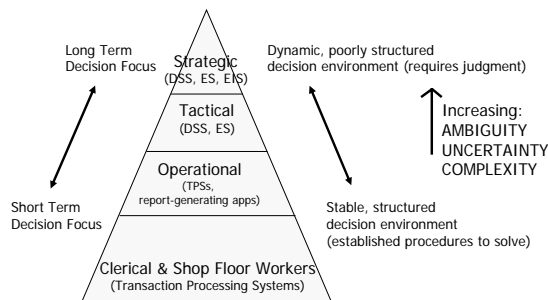 Long Term
Decision Focus
Strategic
(DSS, ES, EIS)
Dynamic, poorly structured
decision environment (requires judgment)
Tactical
(DSS, ES)
Increasing:
AMBIGUITY
UNCERTAINTY
COMPLEXITY
Operational
(TPSs,
report-generating apps)
Short Term
Decision Focus
Stable, structured
decision environment
(established procedures to solve)
Clerical & Shop Floor Workers
(Transaction Processing Systems)